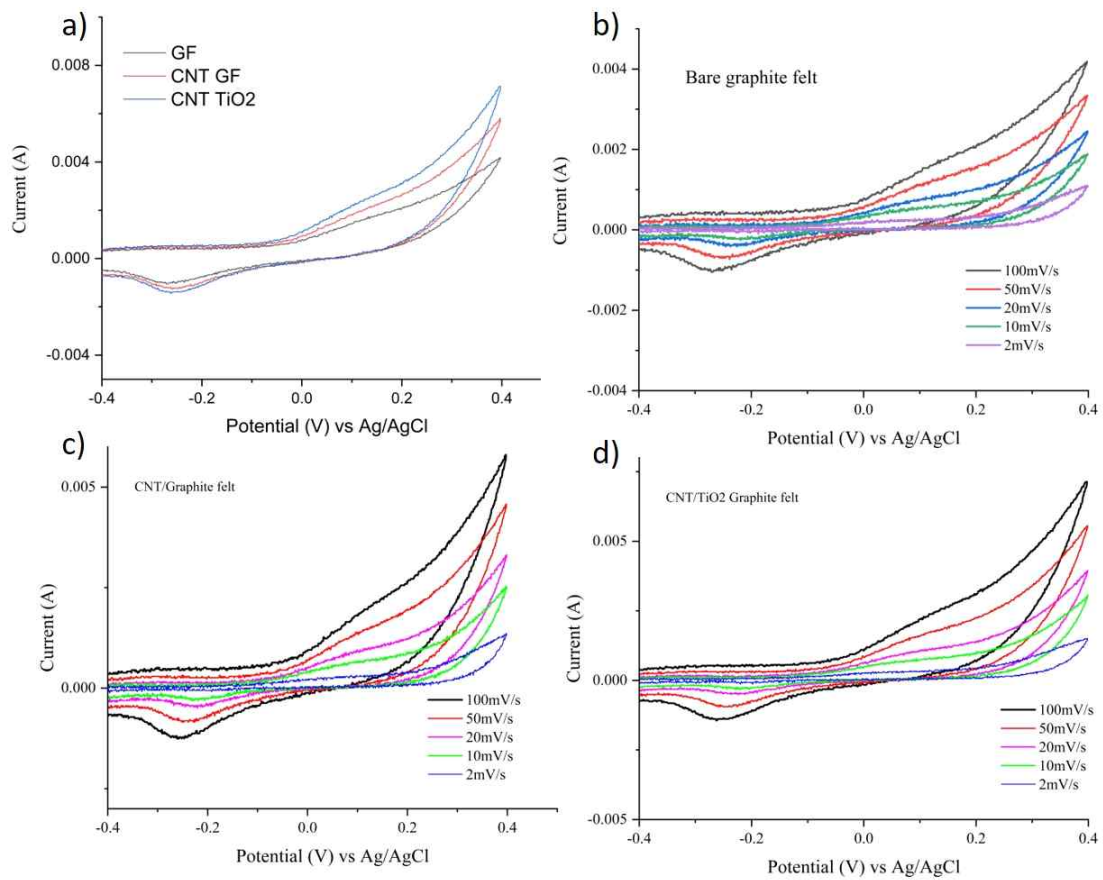 a)
GF
CNT GF
CNT TiO2
0.008
0.004
0.000
-0.004
Current (A)
-0.4
-0.2
0.0
0.2
0.4
Potential (V) vs Ag/AgCl
b)
Bare graphite felt
0.004
0.002
0.000
-0.002
-0.004
Current (A)
100mV/s
50mV/s
20mV/s
10mV/s
2mV/s
-0.4
-0.2
0.0
0.2
0.4
Potential (V) vs Ag/AgCl
c)
CNT/Graphite felt
0.005
0.000
Current (A)
100mV/s
50mV/s
20mV/s
10mV/s
2mV/s
-0.4
-0.2
0.0
0.2
0.4
Potential (V) vs Ag/AgCl
d)
CNT/TiO2 Graphite felt
0.005
0.000
-0.005
Current (A)
100mV/s
50mV/s
20mV/s
10mV/s
2mV/s
-0.4
-0.2
0.0
0.2
0.4
Potential (V) vs Ag/AgCl